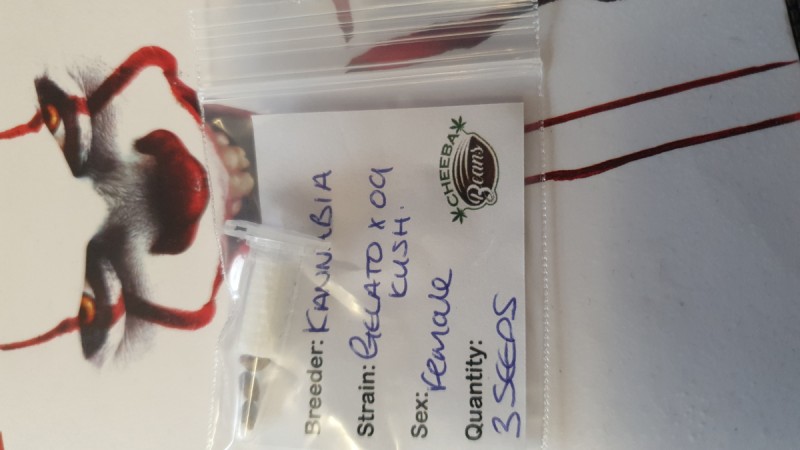 CHEEBA
Beans
Breeder: KANNABIA
Strain: GELATO X OG
KUSH.
Sex: Female
Quantity:
3 SEEDS